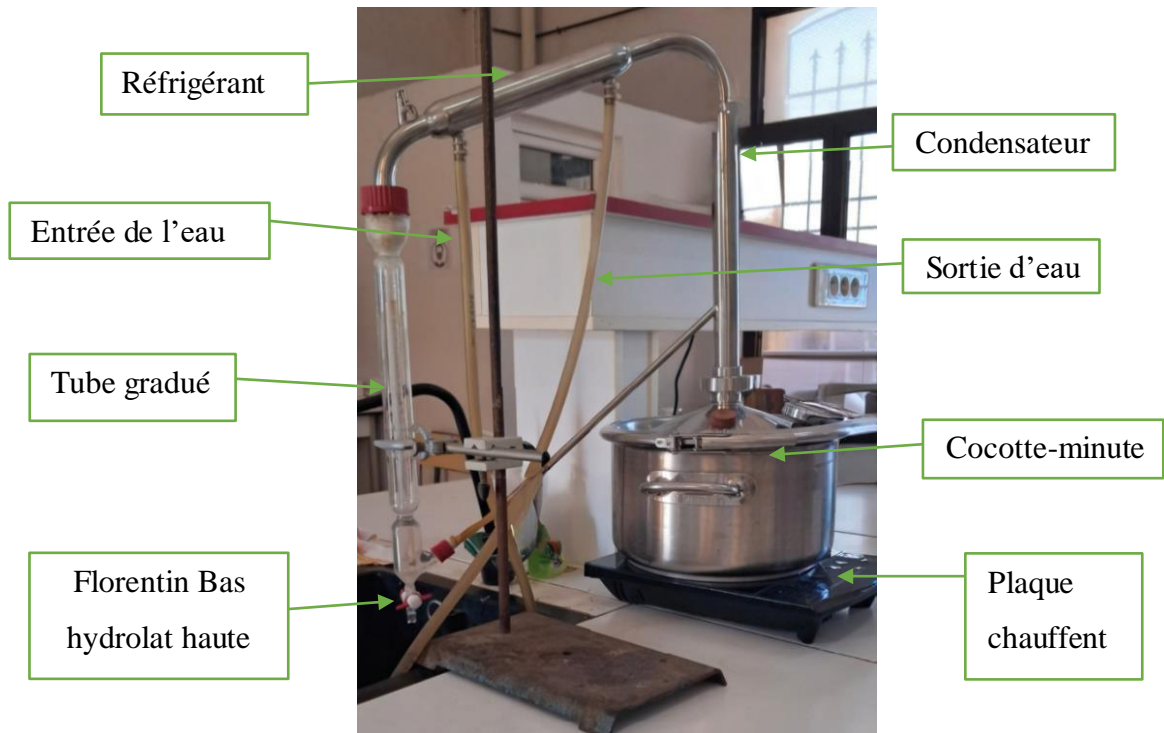 Réfrigérant
Condensateur
Entrée de l’eau
Sortie d’eau
Tube gradué
Cocotte-minute
Florentin Bas
hydrolat haute
Plaque
chauffent